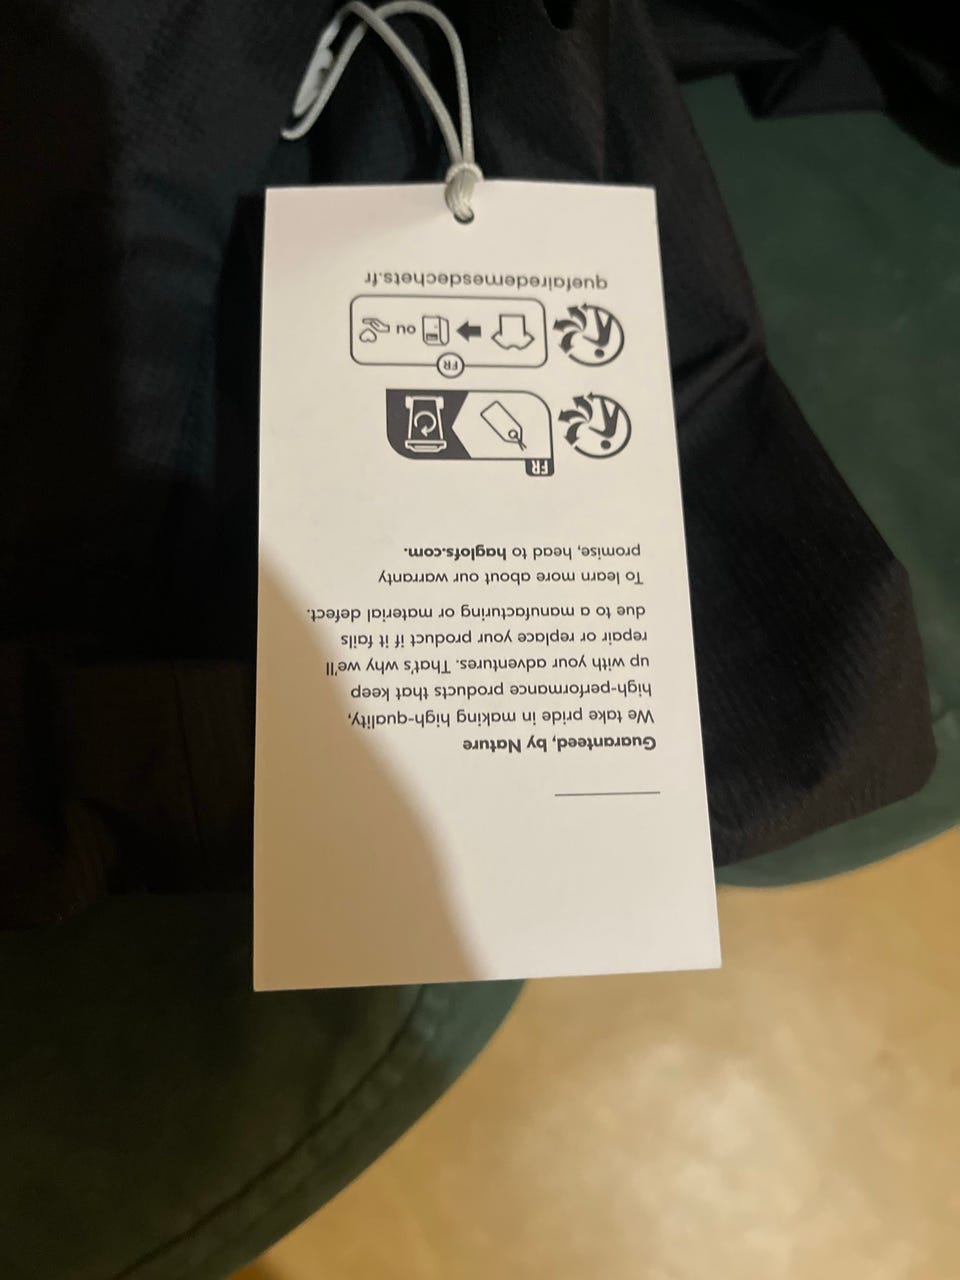 Guaranteed, by Nature
We take pride in making high-quality,
high-performance products that keep
up with your adventures. That's why we'll
repair or replace your product if it fails
due to a manufacturing or material defect.
To learn more about our warranty
promise, head to haglofs.com.
FR
FR
ou
quefairedemesdechets.fr